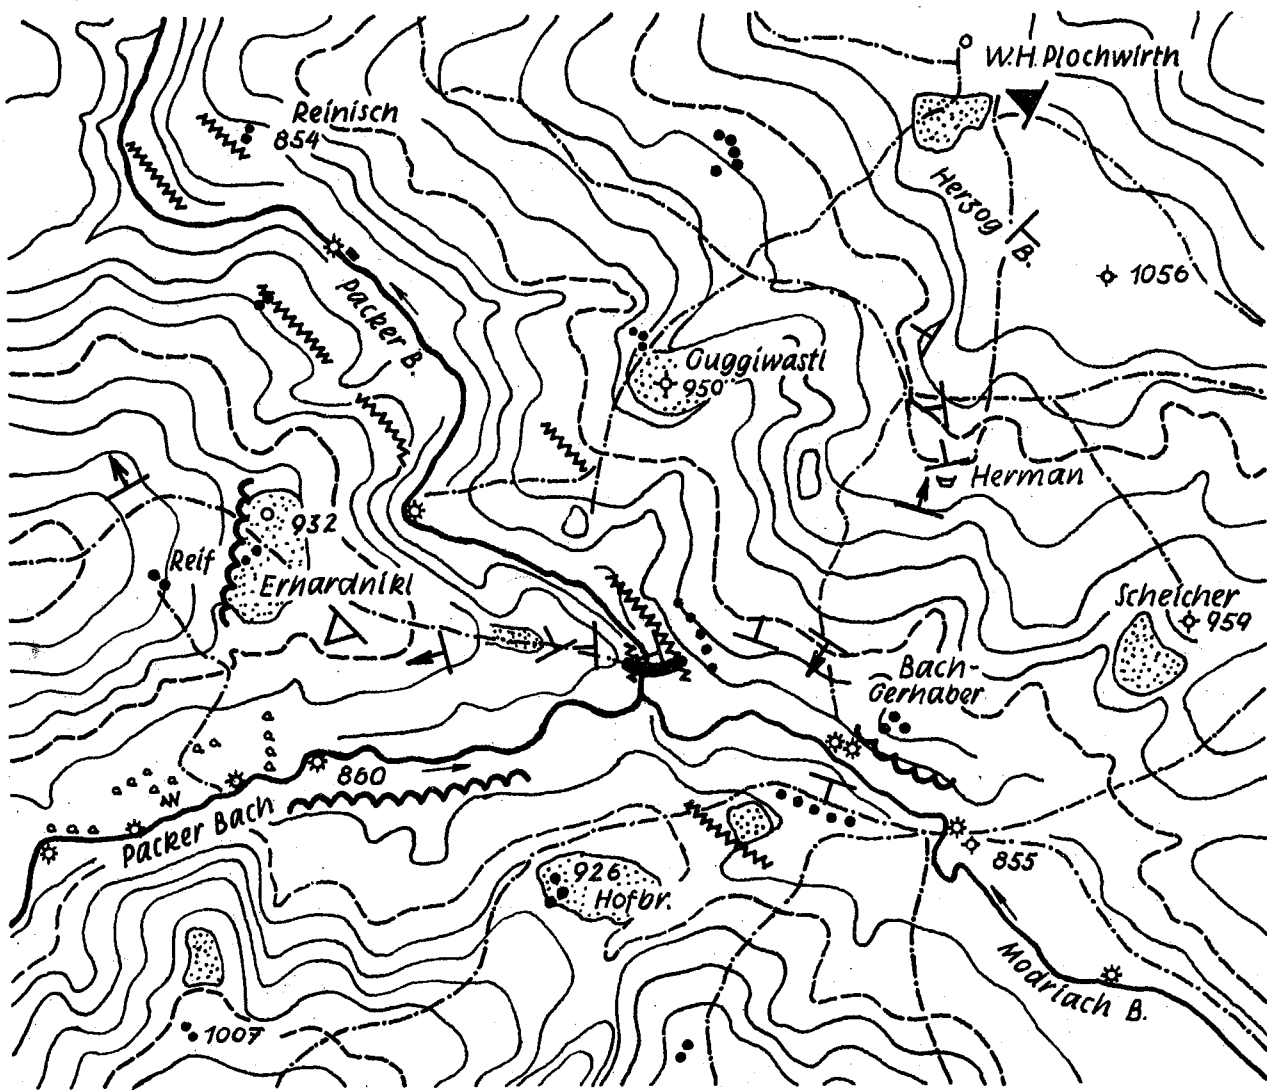 W.H. Plochwirth
Reinisch
854
Herzog
B.
1056
Packer B.
Guggiwastl
950
Herman
932
Reif
Erhardnikl
Scheicher
959
Bach-
Gerhaber
860
Packer Bach
855
926
Hofbr.
Modriach B.
1007